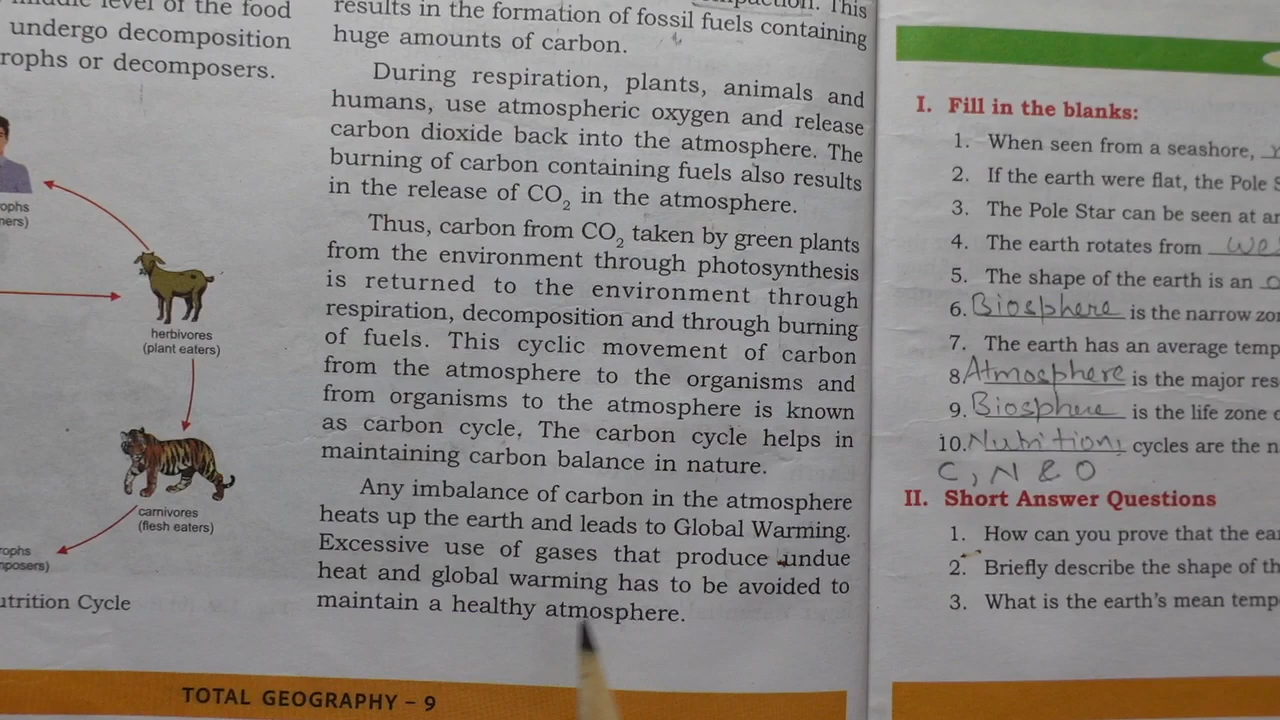 level of the food
undergo decomposition
rophs or decomposers.
ophs
herbivores
(plant eaters)
carnivores
(flesh eaters)
rophs
mposers)
utrition Cycle
This
results in the formation of fossil fuels containing
huge amounts of carbon.
During respiration, plants, animals and
humans, use atmospheric oxygen and release
carbon dioxide back into the atmosphere. The
burning of carbon containing fuels also results
in the release of CO₂ in the atmosphere.
Thus, carbon from CO₂ taken by green plants
from the environment through photosynthesis
is returned to the environment through
respiration, decomposition and through burning
of fuels. This cyclic movement of carbon
from the atmosphere to the organisms and
from organisms to the atmosphere is known
as carbon cycle. The carbon cycle helps in
maintaining carbon balance in nature.
Any imbalance of carbon in the atmosphere
heats up the earth and leads to Global Warming.
Excessive use of gases that produce undue
heat and global warming has to be avoided to
maintain a healthy atmosphere.
TOTAL GEOGRAPHY – 9
I. Fill in the blanks:
1. When seen from a seashore,
2. If the earth were flat, the Pole S
3. The Pole Star can be seen at an
4. The earth rotates from We
5. The shape of the earth is an
6. Biosphere is the narrow zo
7. The earth has an average temp
8. Atmosphere is the major res
9. Biosphere is the life zone
10. Nutrition, cycles are the n
C, N & O
II. Short Answer Questions
1. How can you prove that the ea
2. Briefly describe the shape of th
3. What is the earth's mean temp